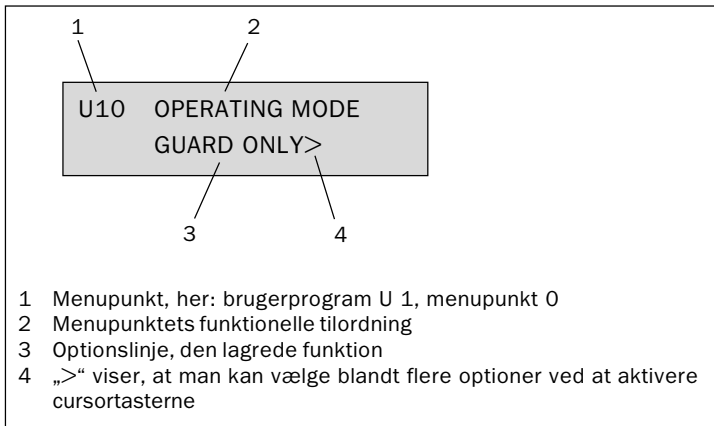 1 2
U10 OPERATING MODE
GUARD ONLY>
3 4
1 Menupunkt, her: brugerprogram U 1, menupunkt 0
2 Menupunktets funktionelle tilordning
3 Optionslinje, den lagrede funktion
4 „>“ viser, at man kan vælge blandt flere optioner ved at aktivere
cursortasterne